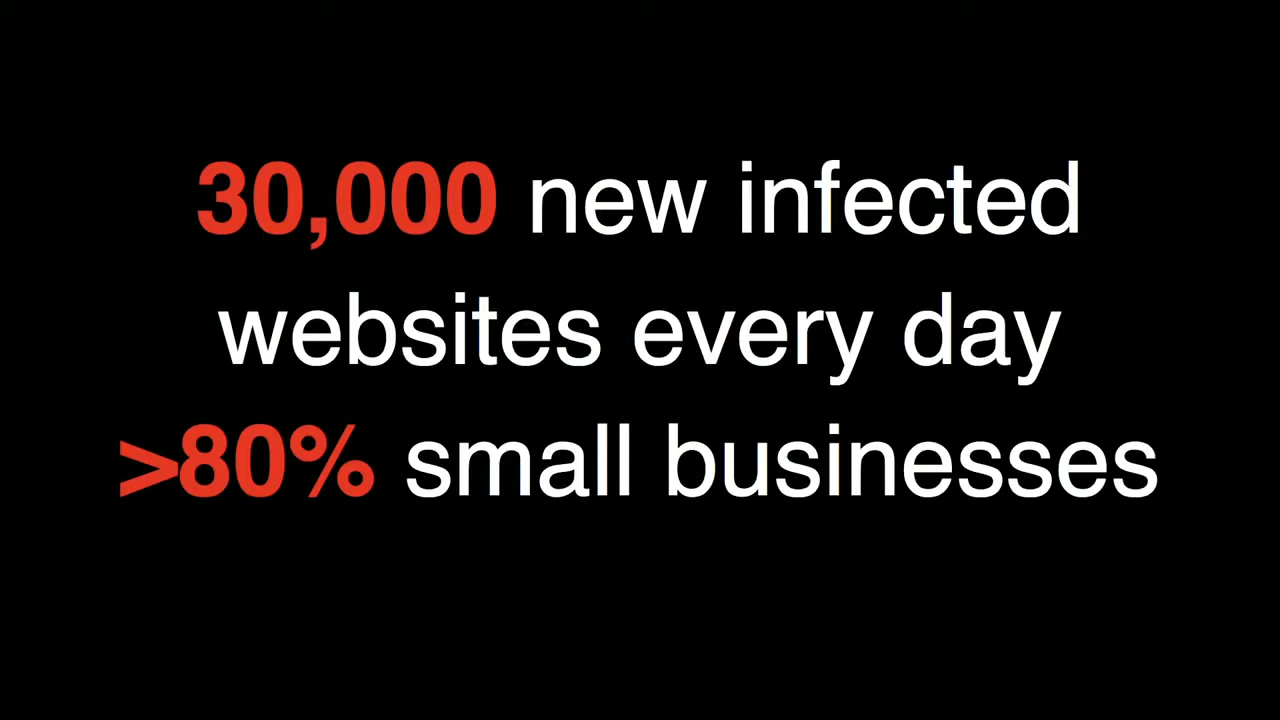 30,000 new infected
websites every day
>80% small businesses